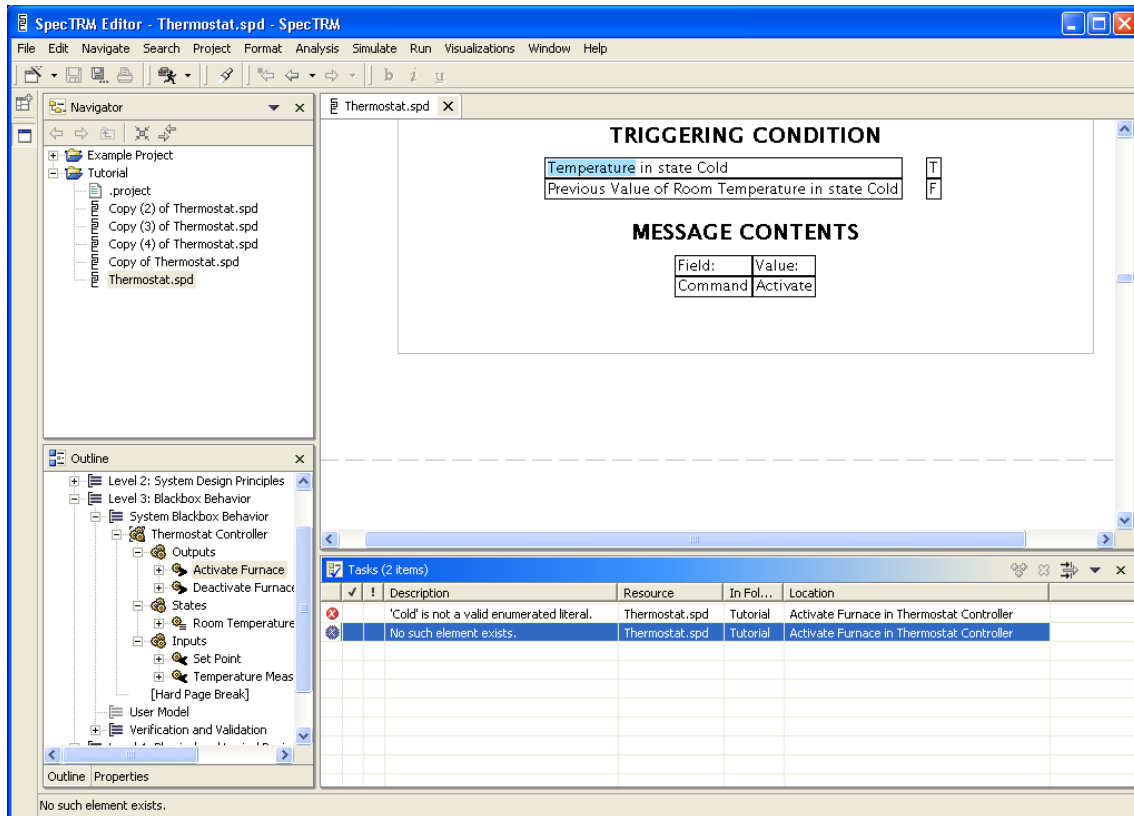 SpecTRM Editor - Thermostat.spd - SpecTRM
File Edit Navigate Search Project Format Analysis Simulate Run Visualizations Window Help
b i u
Navigator
Example Project
Tutorial
.project
Copy (2) of Thermostat.spd
Copy (3) of Thermostat.spd
Copy (4) of Thermostat.spd
Copy of Thermostat.spd
Thermostat.spd
Thermostat.spd
TRIGGERING CONDITION
Temperature in state Cold T
Previous Value of Room Temperature in state Cold F
MESSAGE CONTENTS
Field: Value:
Command Activate
Outline
Level 2: System Design Principles
Level 3: Blackbox Behavior
System Blackbox Behavior
Thermostat Controller
Outputs
Activate Furnace
Deactivate Furnace
States
Room Temperature
Inputs
Set Point
Temperature Meas
[Hard Page Break]
User Model
Verification and Validation
Outline Properties
Tasks (2 items)
! Description Resource In Fol... Location
'Cold' is not a valid enumerated literal. Thermostat.spd Tutorial Activate Furnace in Thermostat Controller
No such element exists. Thermostat.spd Tutorial Activate Furnace in Thermostat Controller
No such element exists.